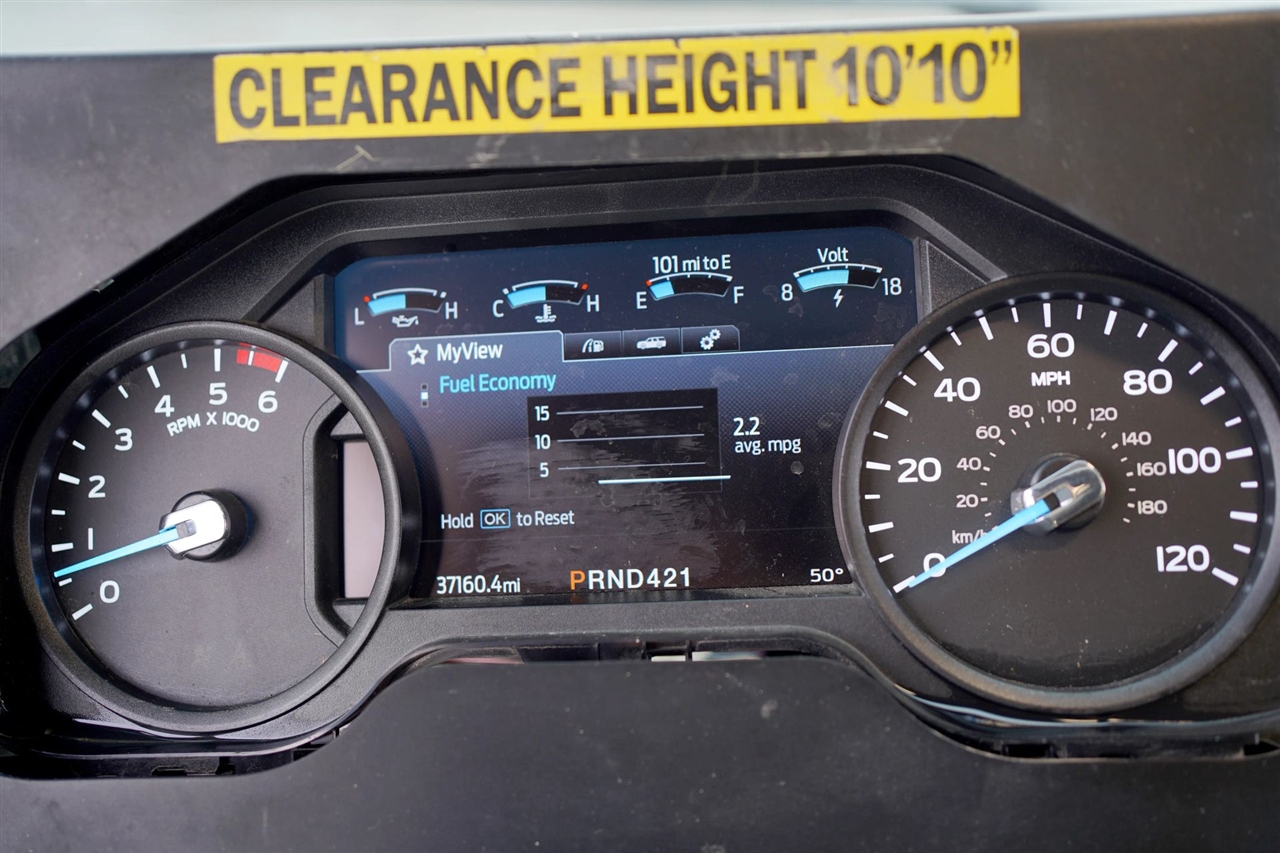 CLEARANCE HEIGHT 10'10"
101 mi to E
Volt
L H
C H
E F
8 18
MyView
Fuel Economy
15
10
5
2.2
avg. mpg
Hold OK to Reset
37160.4mi
PRND421
50°
0
1
2
3
4
5
6
RPM X 1000
0
20
40
60
80
100
120
MPH
20
40
60
80
100
120
140
160
180